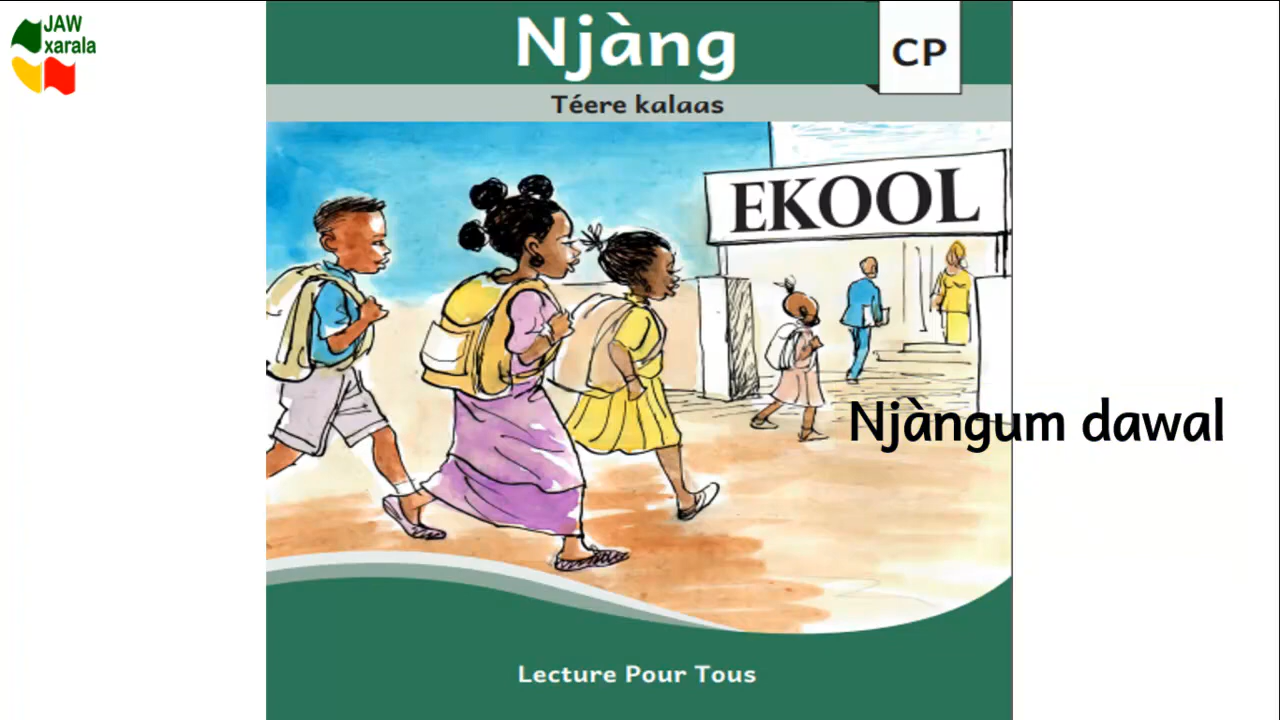 JAW
xarala
Njàng
CP
Téere kalaas
EKOOL
Njàngum dawal
Lecture Pour Tous